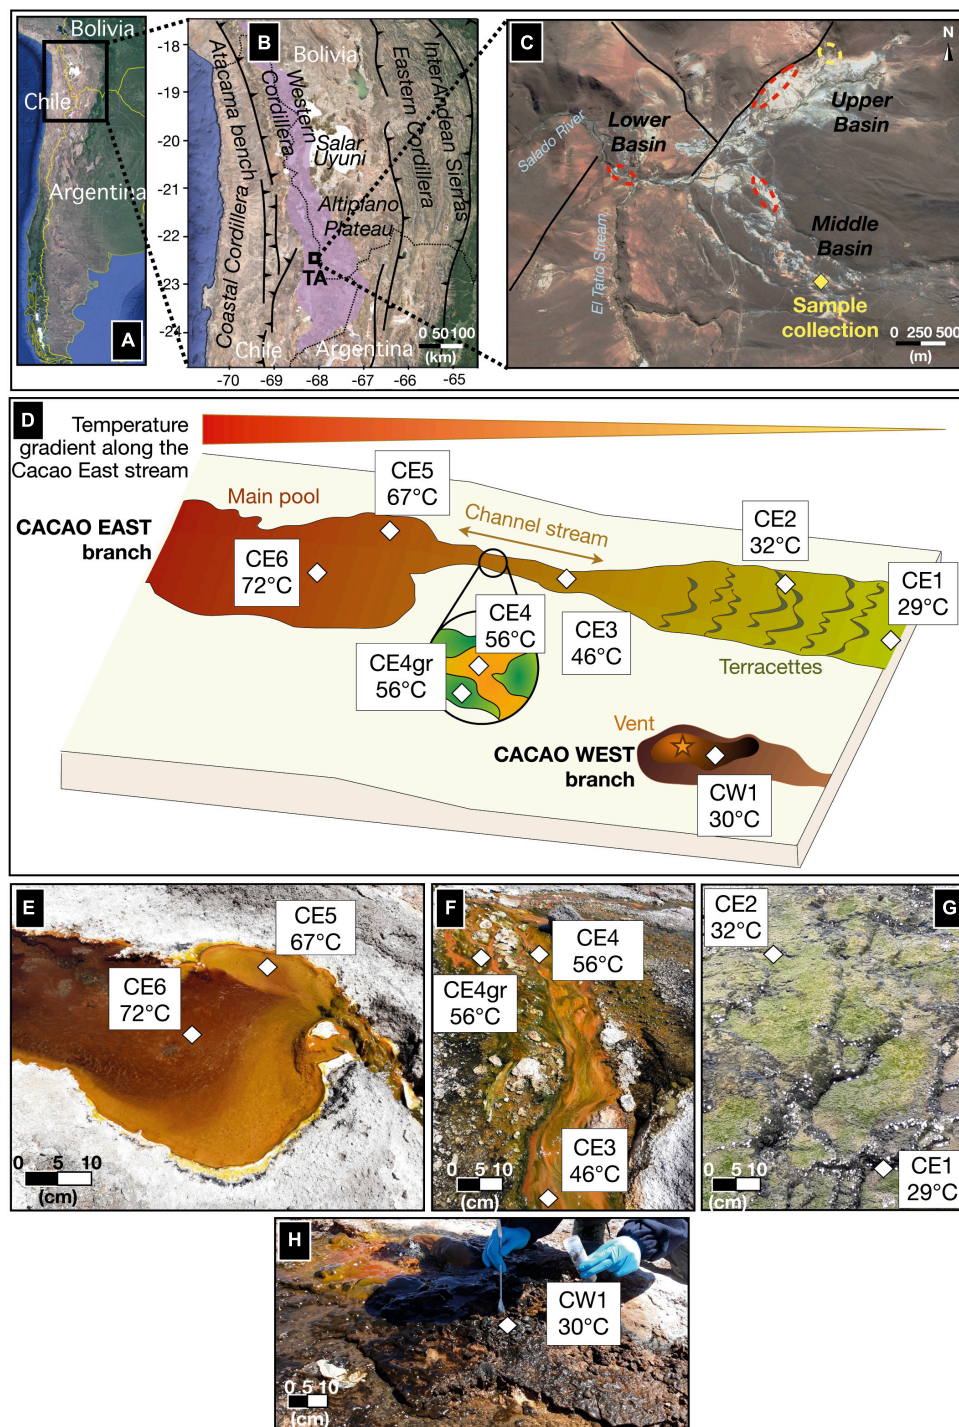 Bolivia
Chile
Argentina
A
-18
-19
-20
-21
-22
-23
-24
B
Bolivia
Atacama bench
Western
Cordillera
Coastal Cordillera
Salar
Uyuni
Altiplano
Plateau
Eastern Cordillera
InterAndean Sierras
TA
Chile
Argentina
0 50 100
(km)
-70
-69
-68
-67
-66
-65
C
N
Lower
Basin
Upper
Basin
Middle
Basin
Salado River
El Tatio Stream
Sample
collection
0 250 500
(m)
D
Temperature
gradient along the
Cacao East stream
CACAO EAST
branch
Main pool
CE5
67°C
CE6
72°C
Channel stream
CE2
32°C
CE1
29°C
CE4
56°C
CE3
46°C
CE4gr
56°C
Terracettes
Vent
CACAO WEST
branch
CW1
30°C
E
CE5
67°C
CE6
72°C
0 5 10
(cm)
F
CE4
56°C
CE4gr
56°C
CE3
46°C
0 5 10
(cm)
G
CE2
32°C
CE1
29°C
0 5 10
(cm)
H
CW1
30°C
0 5 10
(cm)